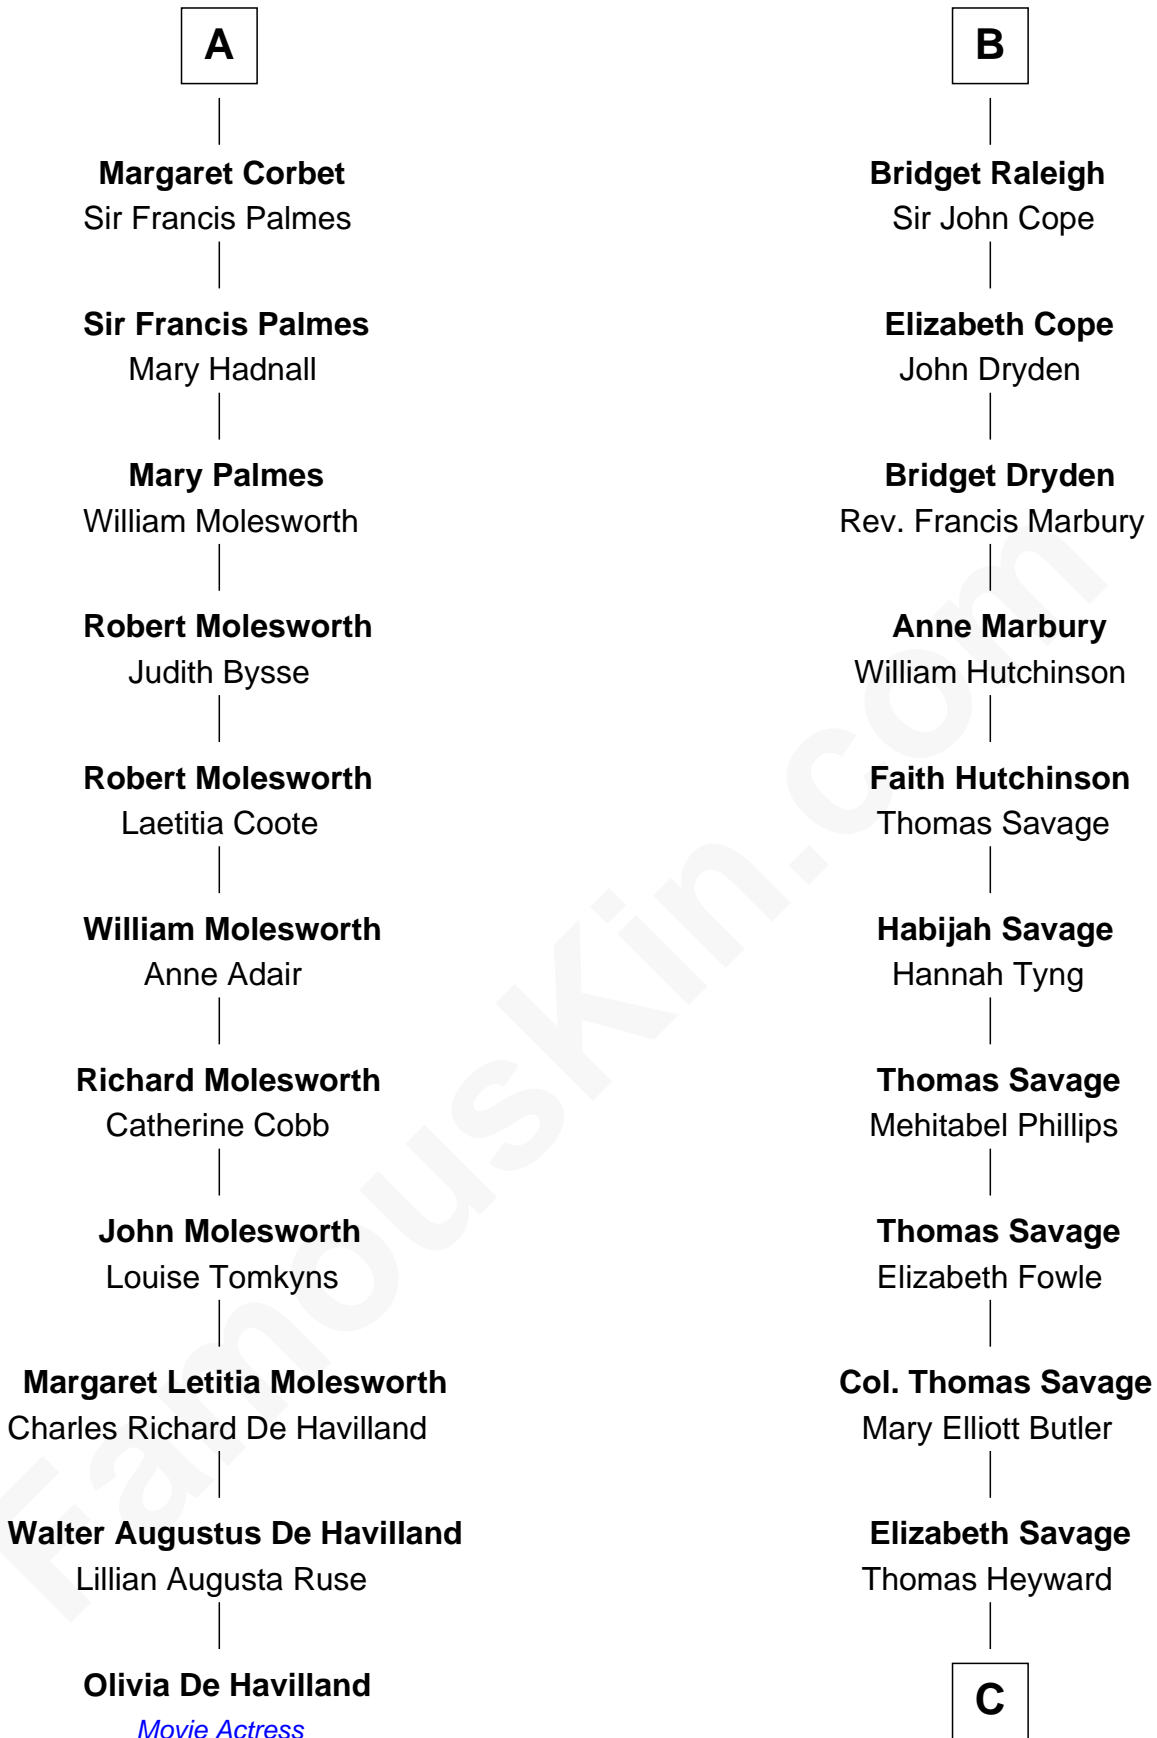 A
Margaret Corbet
Sir Francis Palmes
Sir Francis Palmes
Mary Hadnall
Mary Palmes
William Molesworth
Robert Molesworth
Judith Bysse
Robert Molesworth
Laetitia Coote
William Molesworth
Anne Adair
Richard Molesworth
Catherine Cobb
John Molesworth
Louise Tomkyns
Margaret Letitia Molesworth
Charles Richard De Havilland
Walter Augustus De Havilland
Lillian Augusta Ruse
Olivia De Havilland
Movie Actress
B
Bridget Raleigh
Sir John Cope
Elizabeth Cope
John Dryden
Bridget Dryden
Rev. Francis Marbury
Anne Marbury
William Hutchinson
Faith Hutchinson
Thomas Savage
Habijah Savage
Hannah Tyng
Thomas Savage
Mehitabel Phillips
Thomas Savage
Elizabeth Fowle
Col. Thomas Savage
Mary Elliott Butler
Elizabeth Savage
Thomas Heyward
C
FamousKin.com